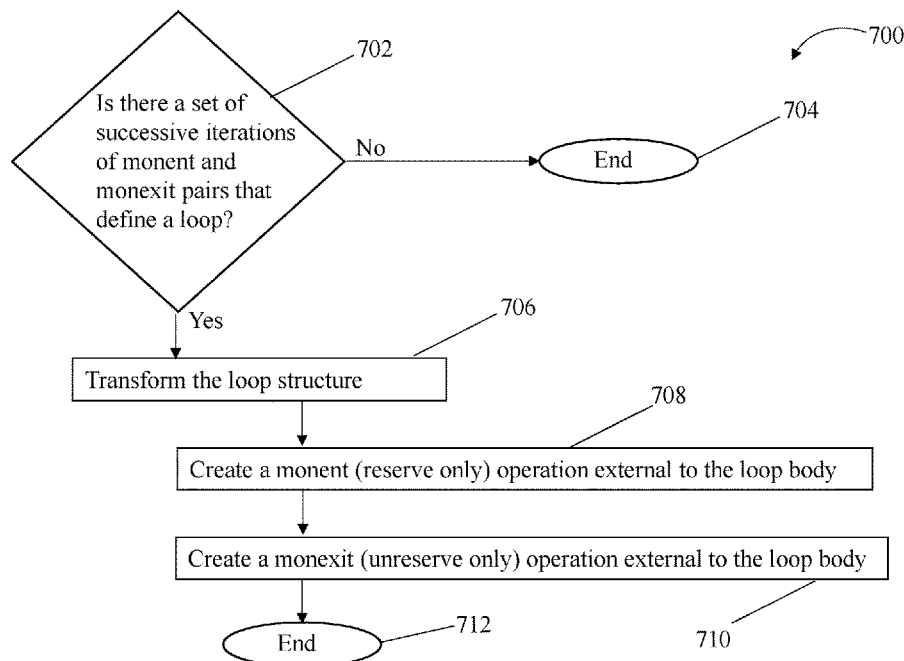 702
700
Is there a set of
successive iterations
of monent and
monexit pairs that
define a loop?
No
End
704
Yes
706
Transform the loop structure
708
Create a monent (reserve only) operation external to the loop body
Create a monexit (unreserve only) operation external to the loop body
End
712
710